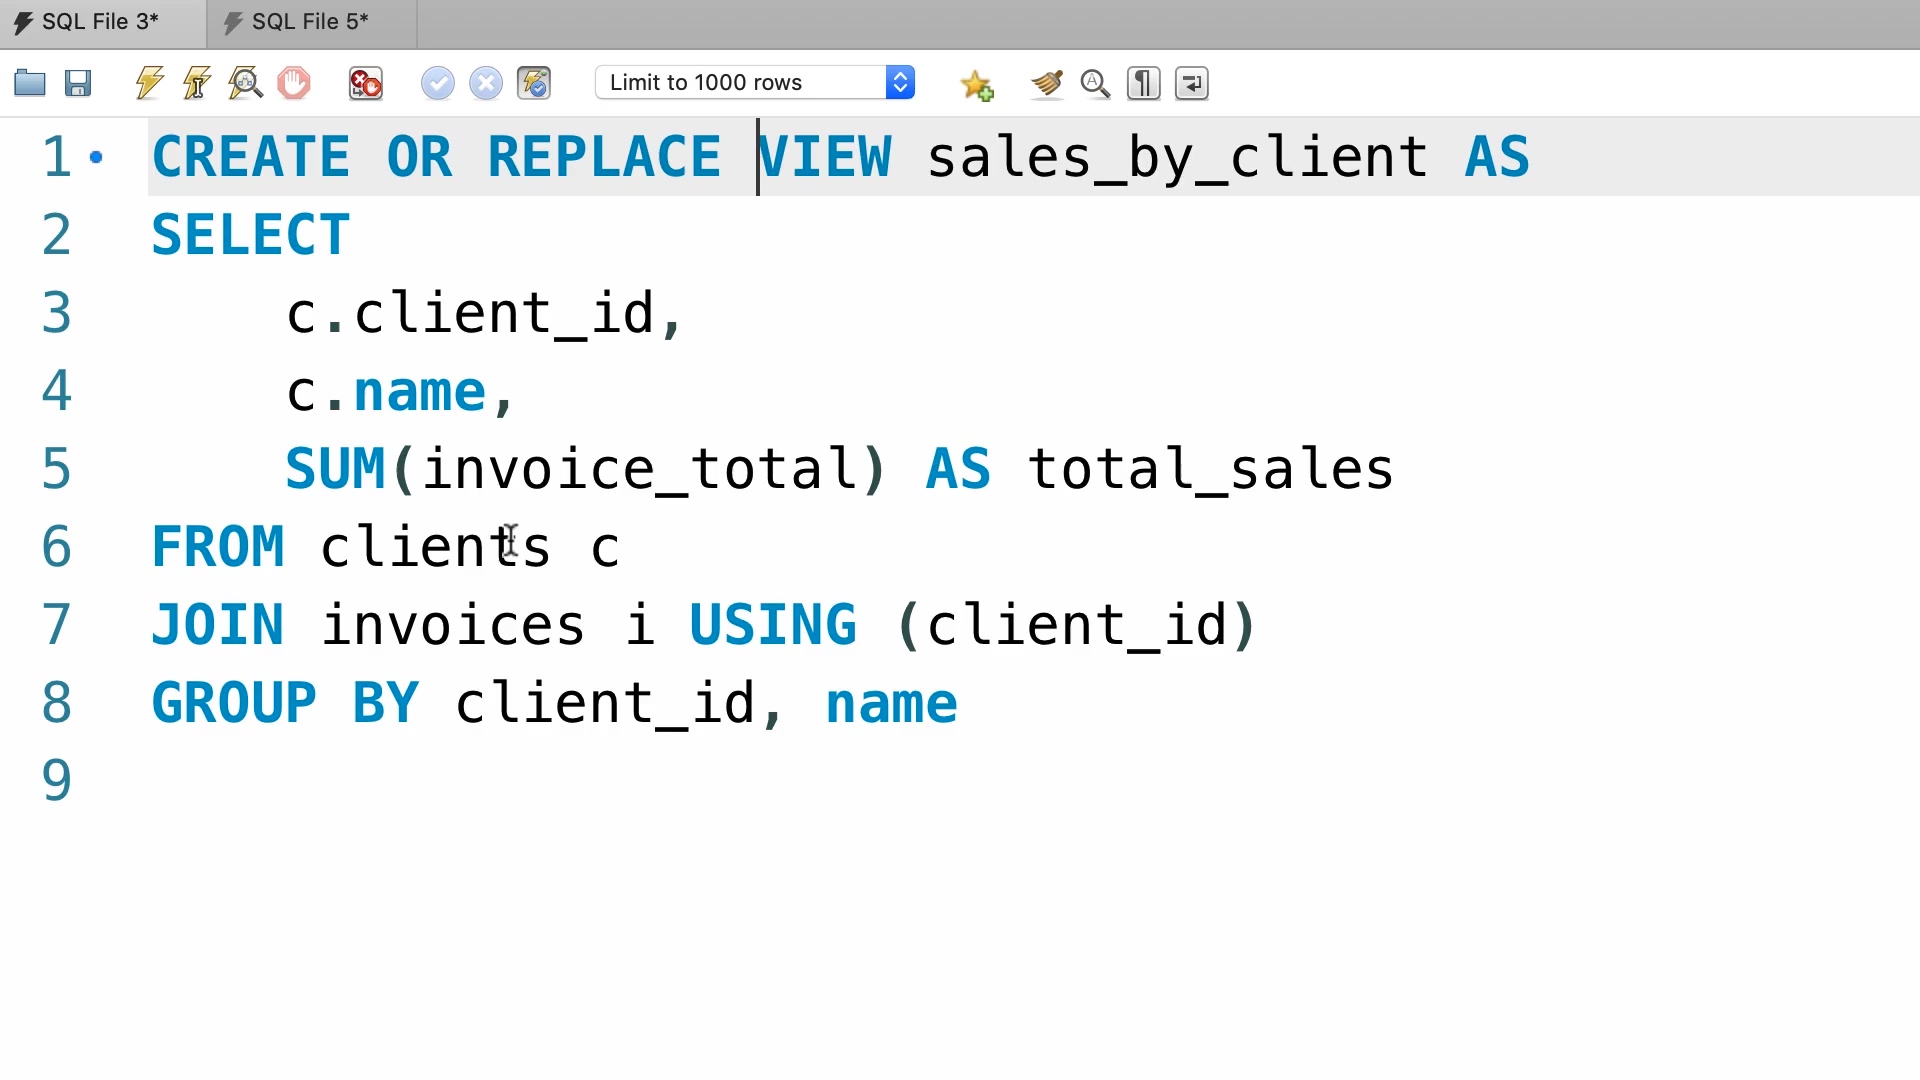 SQL File 3*
SQL File 5*
Limit to 1000 rows
1 CREATE OR REPLACE VIEW sales_by_client AS
2 SELECT
3 c.client_id,
4 c.name,
5 SUM(invoice_total) AS total_sales
6 FROM clients c
7 JOIN invoices i USING (client_id)
8 GROUP BY client_id, name
9